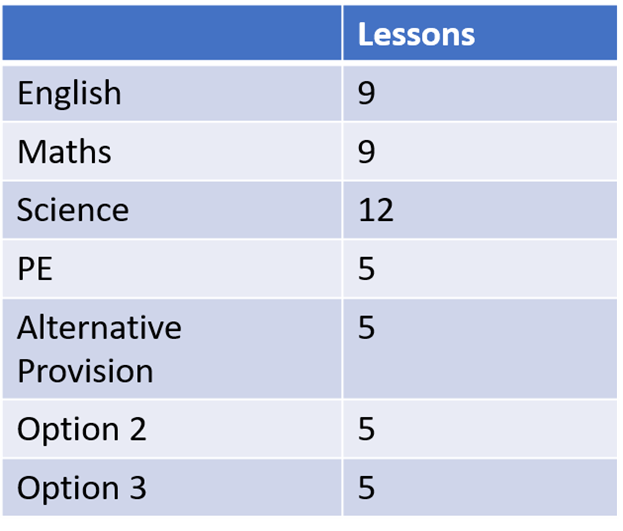 Lessons
English 9
Maths 9
Science 12
PE 5
Alternative 5
Provision
Option 2 5
Option 3 5